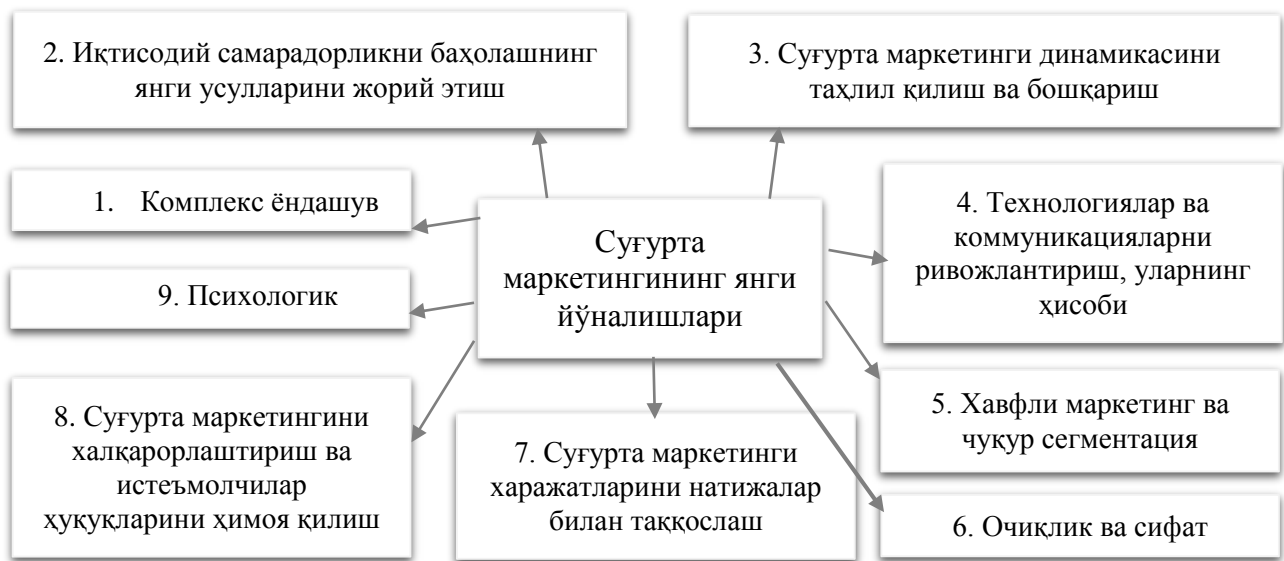 2. Иқтисодий самарадорликни баҳолашнинг
янги усулларини жорий этиш
3. Суғурта маркетинги динамикасини
таҳлил қилиш ва бошқариш
1. Комплекс ёндашув
Суғурта
маркетингининг янги
йўналишлари
4. Технологиялар ва
коммуникацияларни
ривожлантириш, уларнинг
ҳисоби
9. Психологик
8. Суғурта маркетингини
халқарорлаштириш ва
истеъмолчилар
ҳуқуқларини ҳимоя қилиш
7. Суғурта маркетинги
харажатларини натижалар
билан таққослаш
5. Хавфли маркетинг ва
чуқур сегментация
6. Очиқлик ва сифат